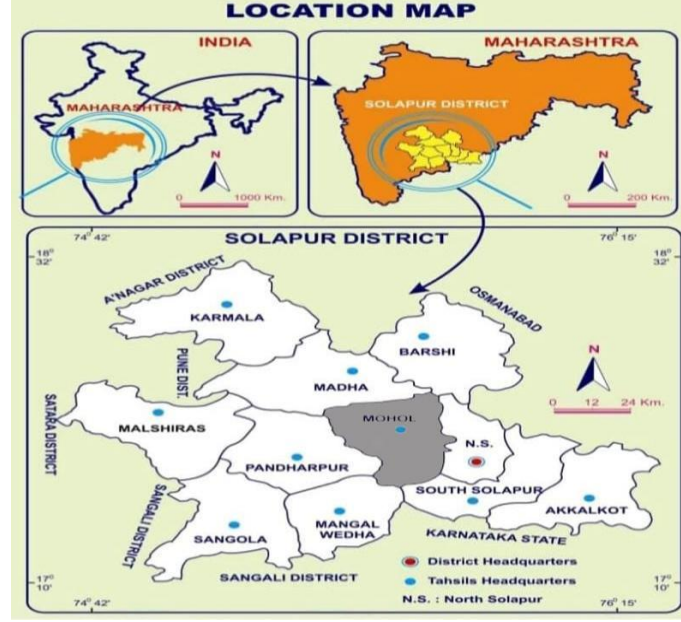 LOCATION MAP
INDIA
MAHARASHTRA
N
0 1000 Km.
MAHARASHTRA
SOLAPUR DISTRICT
N
0 200 Km.
74° 42'
SOLAPUR DISTRICT
76° 15'
18° 32'
18° 32'
A'NAGAR DISTRICT
OSMANABAD
KARMALA
BARSHI
PUNE DIST.
MADHA
N
0 12 24 Km.
SATARA DISTRICT
MALSHIRAS
MOHOL
N.S.
PANDHARPUR
SOUTH SOLAPUR
AKKALKOT
SANGALI DISTRICT
SANGOLA
MANGAL
WEDHA
KARNATAKA STATE
SANGALI DISTRICT
District Headquarters
Tahsils Headquarters
N.S. : North Solapur
17° 10'
17° 10'
74° 42'
76° 15'